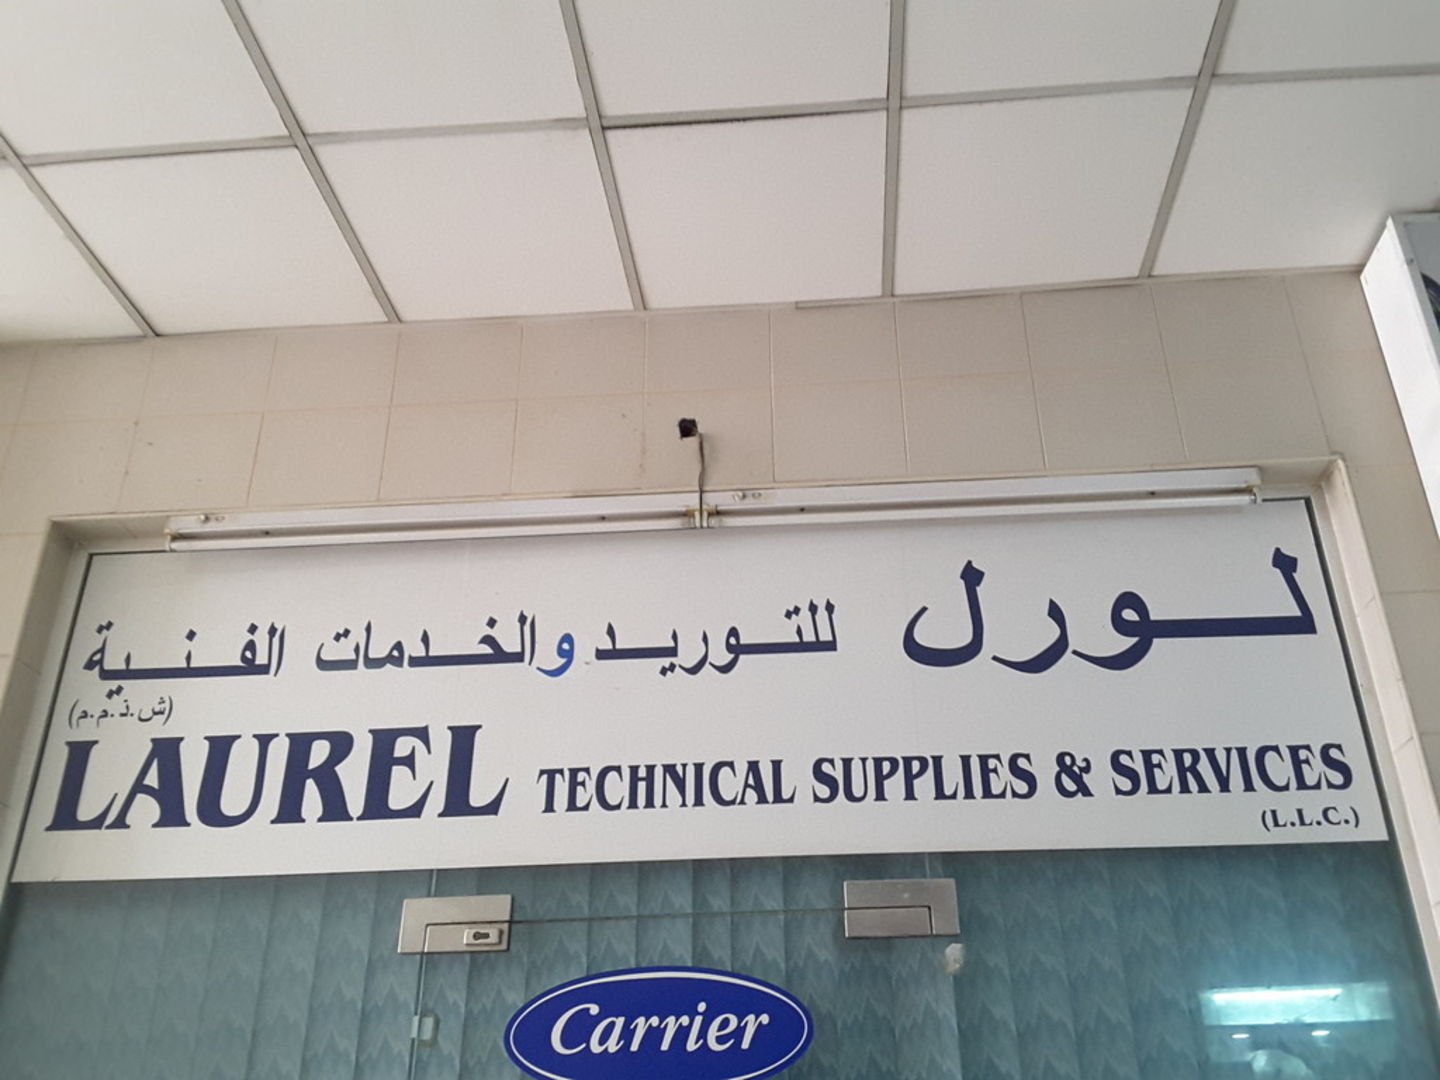 لورل للتوريد والخدمات الفنية
(ش.ذ.م.م)
LAUREL TECHNICAL SUPPLIES & SERVICES
(L.L.C.)
Carrier